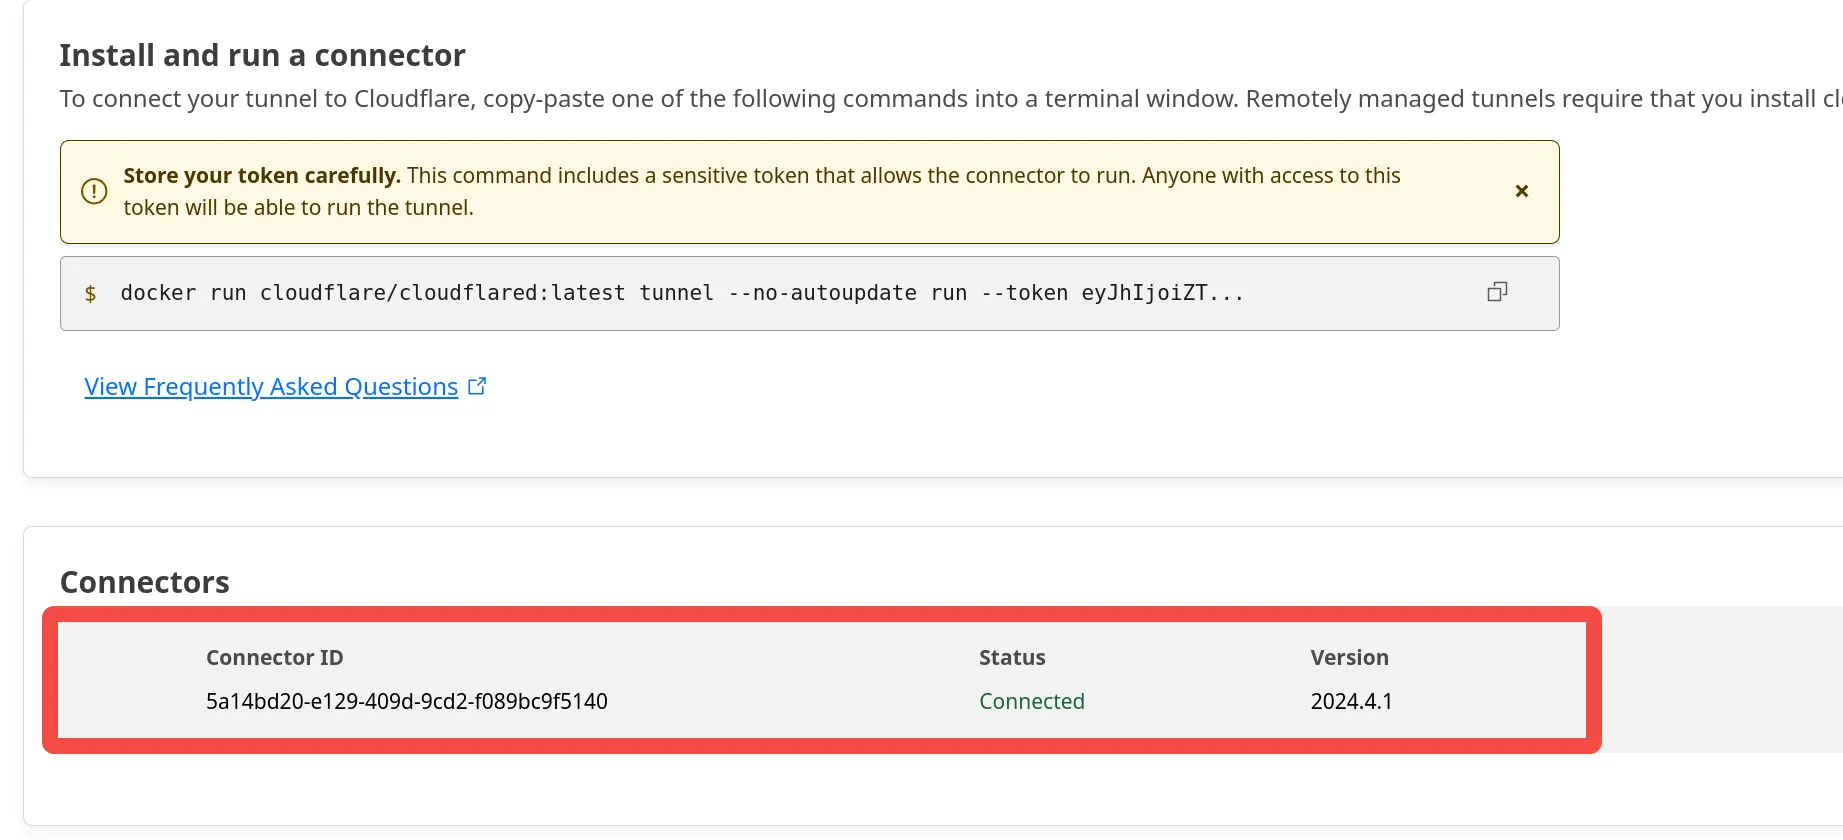 Install and run a connector
To connect your tunnel to Cloudflare, copy-paste one of the following commands into a terminal window. Remotely managed tunnels require that you install
Store your token carefully. This command includes a sensitive token that allows the connector to run. Anyone with access to this
token will be able to run the tunnel.
$ docker run cloudflare/cloudflared:latest tunnel --no-autoupdate run --token eyJhIjoiZT...
View Frequently Asked Questions
Connectors
Connector ID Status Version
5a14bd20-e129-409d-9cd2-f089bc9f5140 Connected 2024.4.1